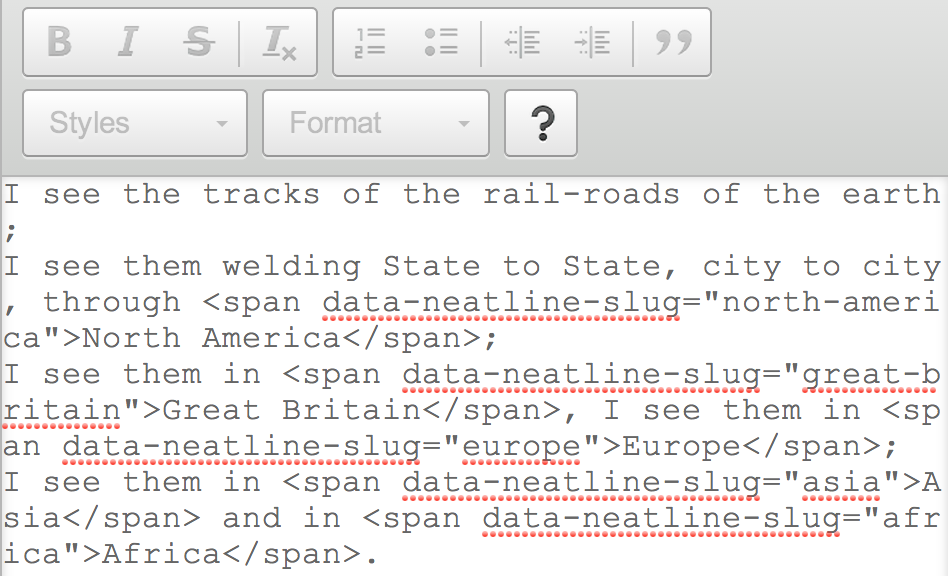 B I S Tx
Styles Format ?
I see the tracks of the rail-roads of the earth
;
I see them welding State to State, city to city
, through <span data-neatline-slug="north-ameri
ca">North America</span>;
I see them in <span data-neatline-slug="great-b
ritain">Great Britain</span>, I see them in <sp
an data-neatline-slug="europe">Europe</span>;
I see them in <span data-neatline-slug="asia">A
sia</span> and in <span data-neatline-slug="afr
ica">Africa</span>.